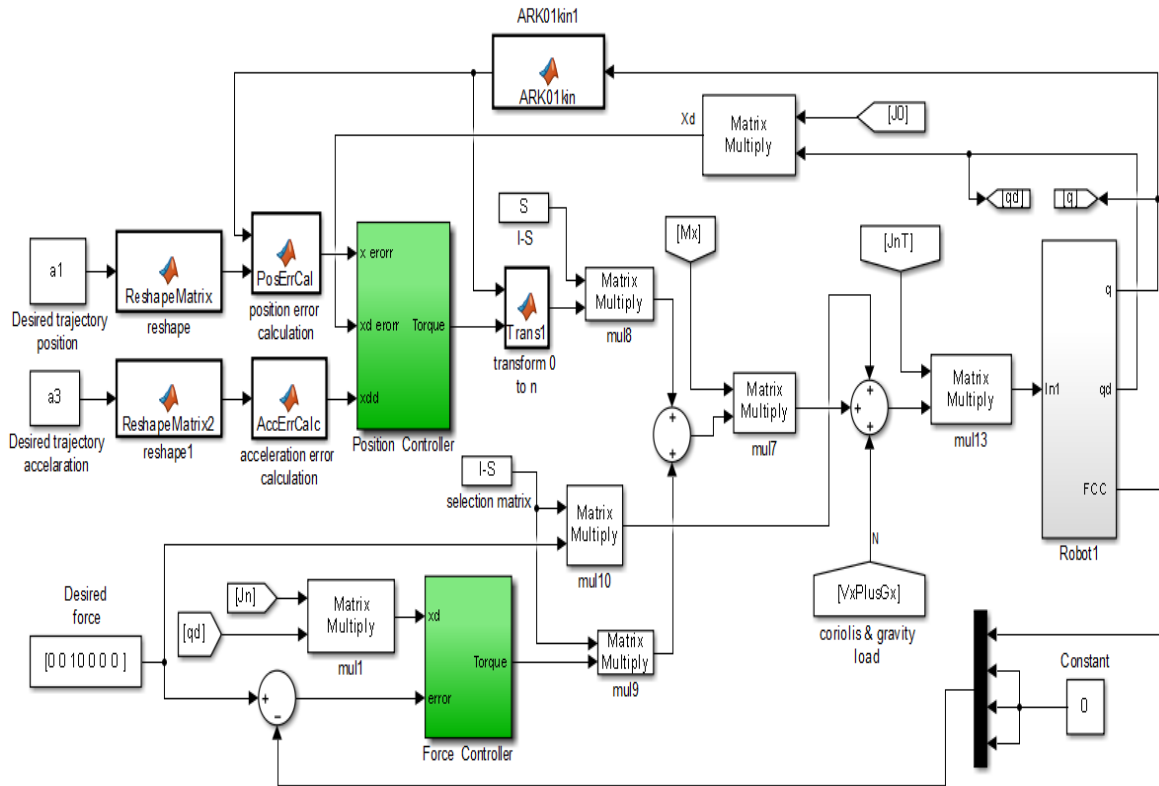 ARK01kin1
ARK01kin
Xd
Matrix
Multiply
[J0]
[qd]
[q]
S
I-S
[Mx]
[JnT]
a1
Desired trajectory
position
ReshapeMatrix
reshape
PosErrCal
position error
calculation
x erorr
xd erorr
xdd
Torque
Position Controller
Trans1
transform 0
to n
Matrix
Multiply
mul8
a3
Desired trajectory
accelaration
ReshapeMatrix2
reshape1
AccErrCalc
acceleration error
calculation
+
+
Matrix
Multiply
mul7
+
+
+
Matrix
Multiply
mul13
In1
q
qd
FCC
Robot1
I-S
selection matrix
Matrix
Multiply
mul10
N
[VxPlusGx]
coriolis & gravity
load
Desired
force
[0 0 10 0 0 0 ]
[Jn]
[qd]
Matrix
Multiply
mul1
xd
error
Torque
Force Controller
Matrix
Multiply
mul9
+
−
Constant
0